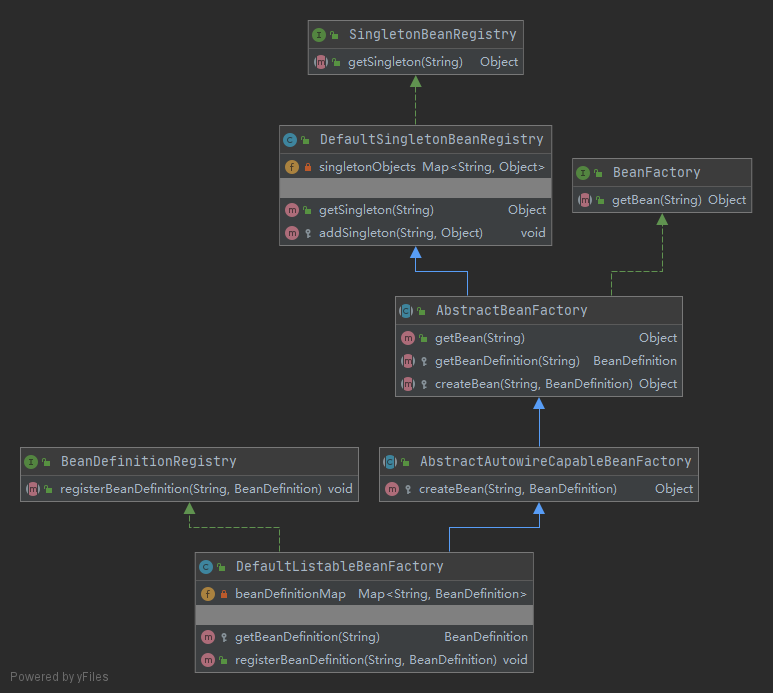 SingletonBeanRegistry
getSingleton(String) Object
DefaultSingletonBeanRegistry
singletonObjects Map<String, Object>
getSingleton(String) Object
addSingleton(String, Object) void
BeanFactory
getBean(String) Object
AbstractBeanFactory
getBean(String) Object
getBeanDefinition(String) BeanDefinition
createBean(String, BeanDefinition) Object
BeanDefinitionRegistry
registerBeanDefinition(String, BeanDefinition) void
AbstractAutowireCapableBeanFactory
createBean(String, BeanDefinition) Object
DefaultListableBeanFactory
beanDefinitionMap Map<String, BeanDefinition>
getBeanDefinition(String) BeanDefinition
registerBeanDefinition(String, BeanDefinition) void
Powered by yFiles